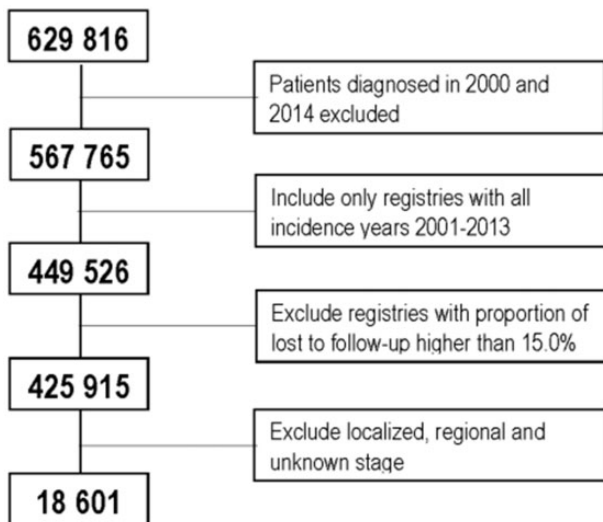 629 816
Patients diagnosed in 2000 and
2014 excluded
567 765
Include only registries with all
incidence years 2001-2013
449 526
Exclude registries with proportion of
lost to follow-up higher than 15.0%
425 915
Exclude localized, regional and
unknown stage
18 601